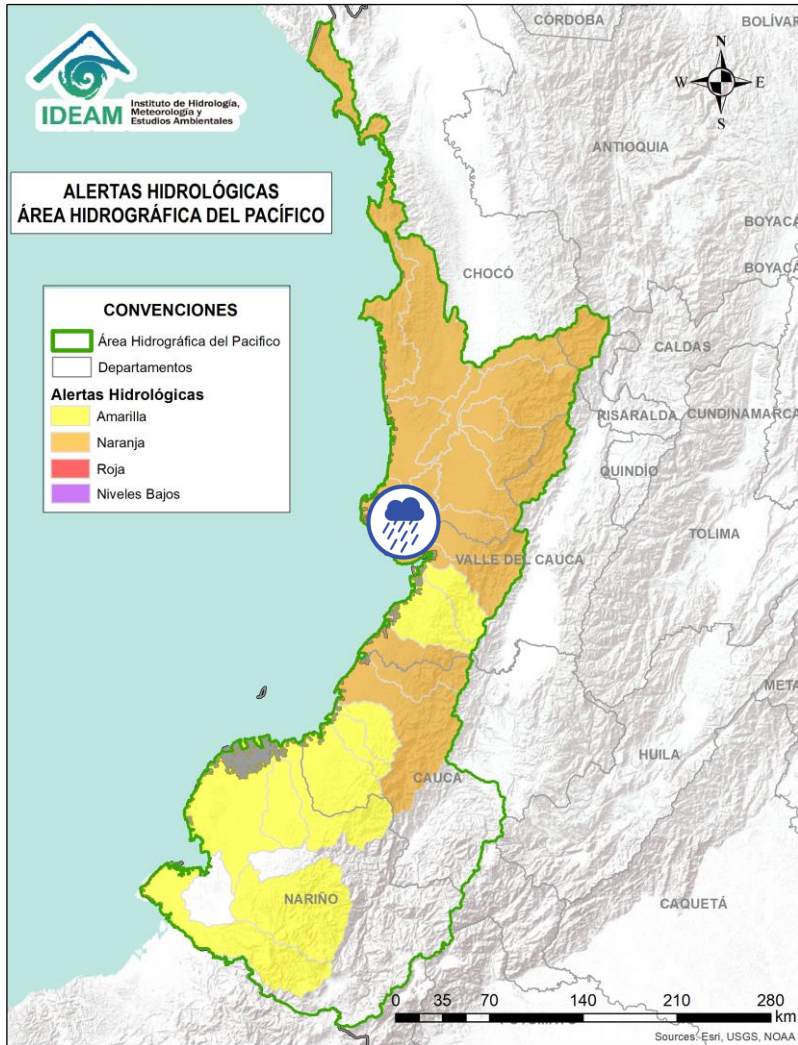 IDEAM
Instituto de Hidrología,
Meteorología y
Estudios Ambientales
ALERTAS HIDROLÓGICAS
ÁREA HIDROGRÁFICA DEL PACÍFICO
CONVENCIONES
Área Hidrográfica del Pacifico
Departamentos
Alertas Hidrológicas
Amarilla
Naranja
Roja
Niveles Bajos
CÓRDOBA
BOLÍVAR
N
W
E
S
ANTIOQUIA
BOYACÁ
BOYACÁ
CHOCÓ
CALDAS
RISARALDA
CUNDINAMARCA
QUINDÍO
TOLIMA
VALLE DEL CAUCA
META
HUILA
CAUCA
NARIÑO
CAQUETÁ
0 35 70 140 210 280
km
Sources: Esri, USGS, NOAA